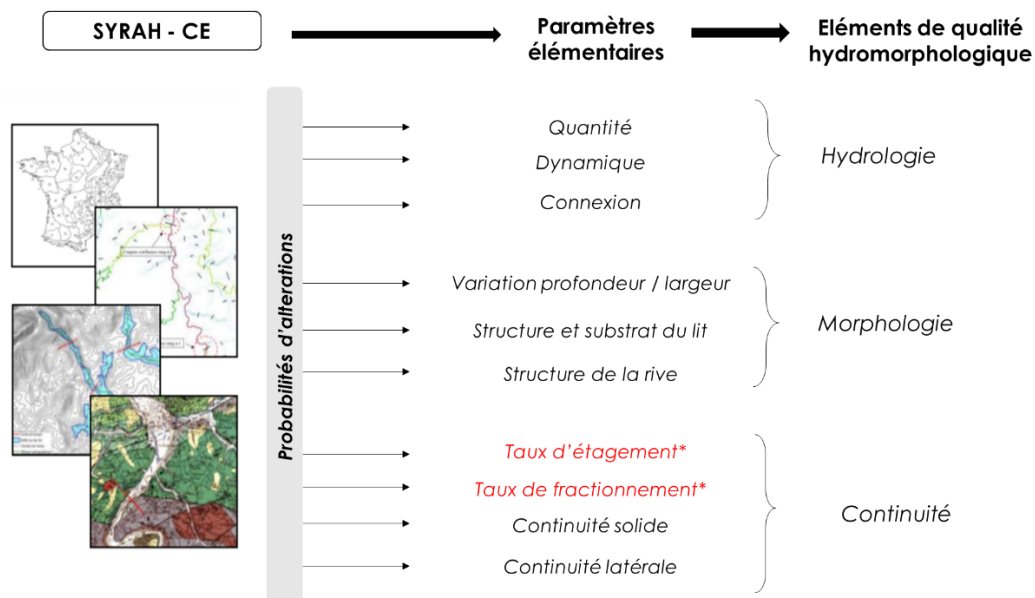 SYRAH - CE
Paramètres
élémentaires
Eléments de qualité
hydromorphologique
Probabilités d'alterations
Quantité
Dynamique
Connexion
Hydrologie
Variation profondeur / largeur
Structure et substrat du lit
Structure de la rive
Morphologie
Taux d'étagement*
Taux de fractionnement*
Continuité solide
Continuité latérale
Continuité